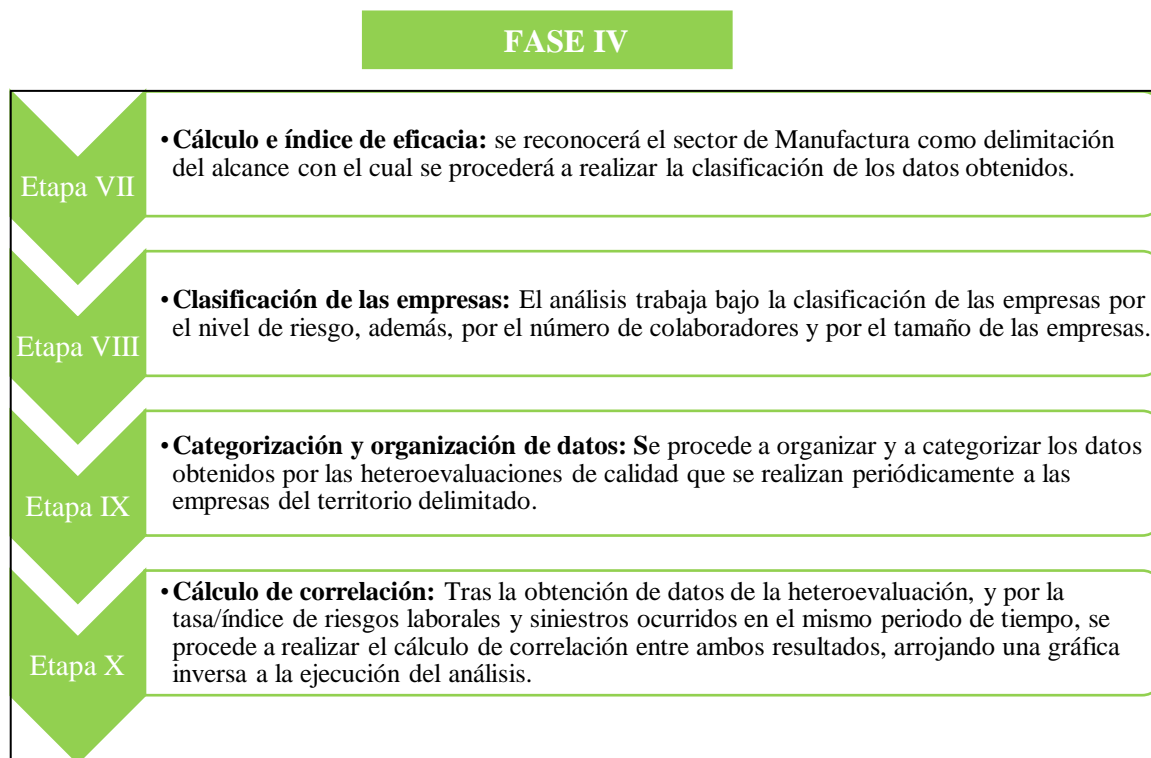 FASE IV
Etapa VII
•Cálculo e índice de eficacia: se reconocerá el sector de Manufactura como delimitación
del alcance con el cual se procederá a realizar la clasificación de los datos obtenidos.
Etapa VIII
•Clasificación de las empresas: El análisis trabaja bajo la clasificación de las empresas por
el nivel de riesgo, además, por el número de colaboradores y por el tamaño de las empresas.
Etapa IX
•Categorización y organización de datos: Se procede a organizar y a categorizar los datos
obtenidos por las heteroevaluaciones de calidad que se realizan periódicamente a las
empresas del territorio delimitado.
Etapa X
•Cálculo de correlación: Tras la obtención de datos de la heteroevaluación, y por la
tasa/índice de riesgos laborales y siniestros ocurridos en el mismo periodo de tiempo, se
procede a realizar el cálculo de correlación entre ambos resultados, arrojando una gráfica
inversa a la ejecución del análisis.